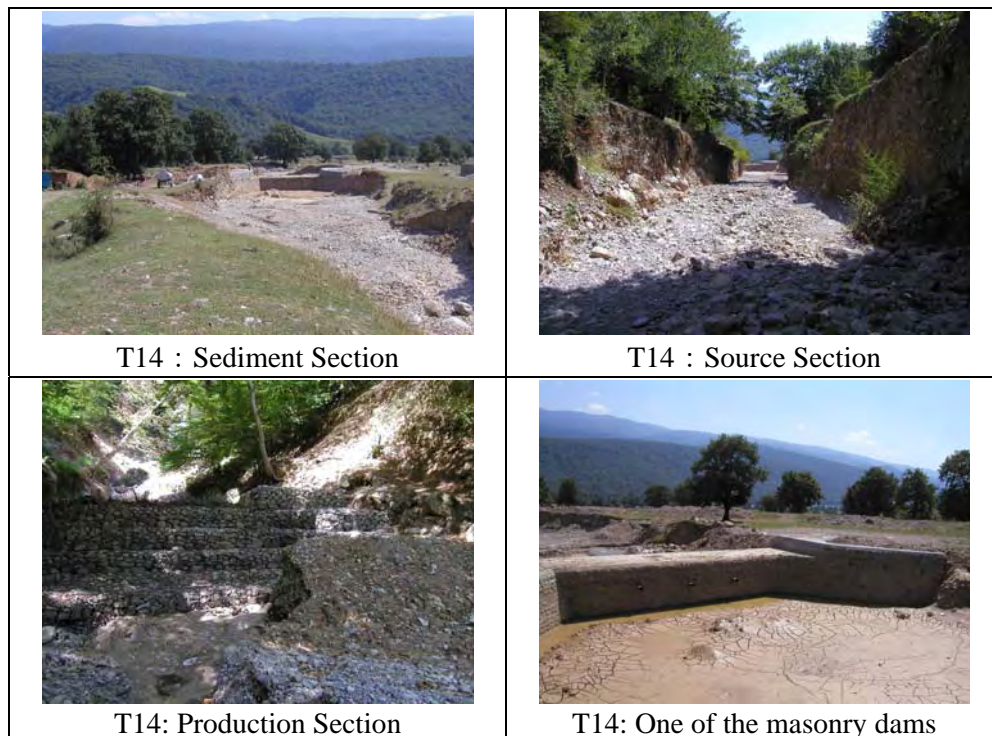 T14 : Sediment Section
T14 : Source Section
T14: Production Section
T14: One of the masonry dams